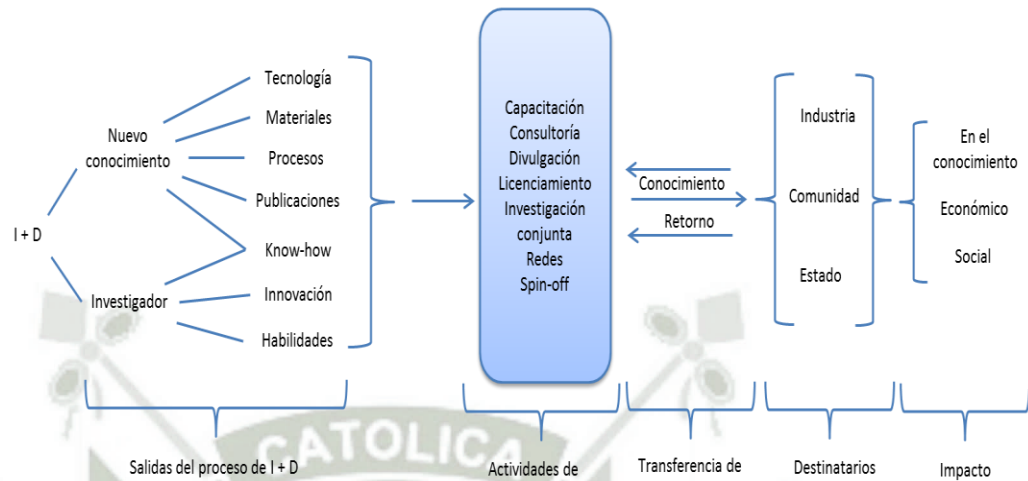 I + D
Nuevo
conocimiento
Investigador
Tecnología
Materiales
Procesos
Publicaciones
Know-how
Innovación
Habilidades
Capacitación
Consultoría
Divulgación
Licenciamiento
Investigación
conjunta
Redes
Spin-off
Conocimiento
Retorno
Industria
Comunidad
Estado
En el
conocimiento
Económico
Social
Salidas del proceso de I + D
Actividades de
Transferencia de
Destinatarios
Impacto
CATOLICA